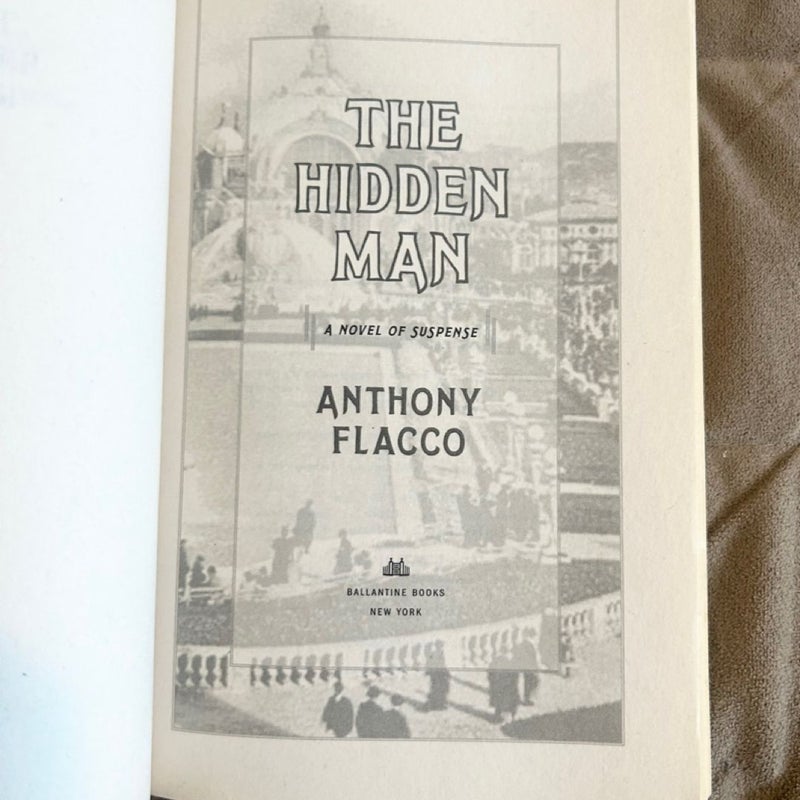 THE
HIDDEN
MAN
A NOVEL OF SUSPENSE
ANTHONY
FLACCO
BALLANTINE BOOKS
NEW YORK